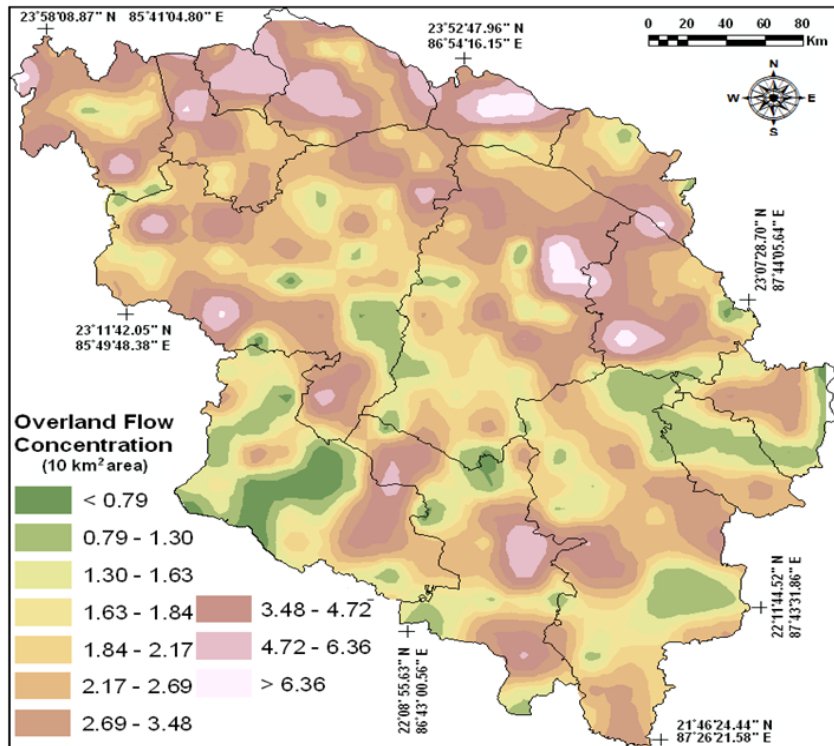 23°58'08.87" N 85°41'04.80" E
23°52'47.96" N
86°54'16.15" E
0 20 40 60 80
Km
N
W E
S
23°07'28.70" N
87°44'05.64" E
23°11'42.05" N
85°49'48.38" E
Overland Flow
Concentration
(10 km² area)
< 0.79
0.79 - 1.30
1.30 - 1.63
1.63 - 1.84
1.84 - 2.17
2.17 - 2.69
2.69 - 3.48
3.48 - 4.72
4.72 - 6.36
> 6.36
22°08'55.63" N
86°43'00.56" E
22°11'44.52" N
87°43'31.86" E
21°46'24.44" N
87°26'21.58" E